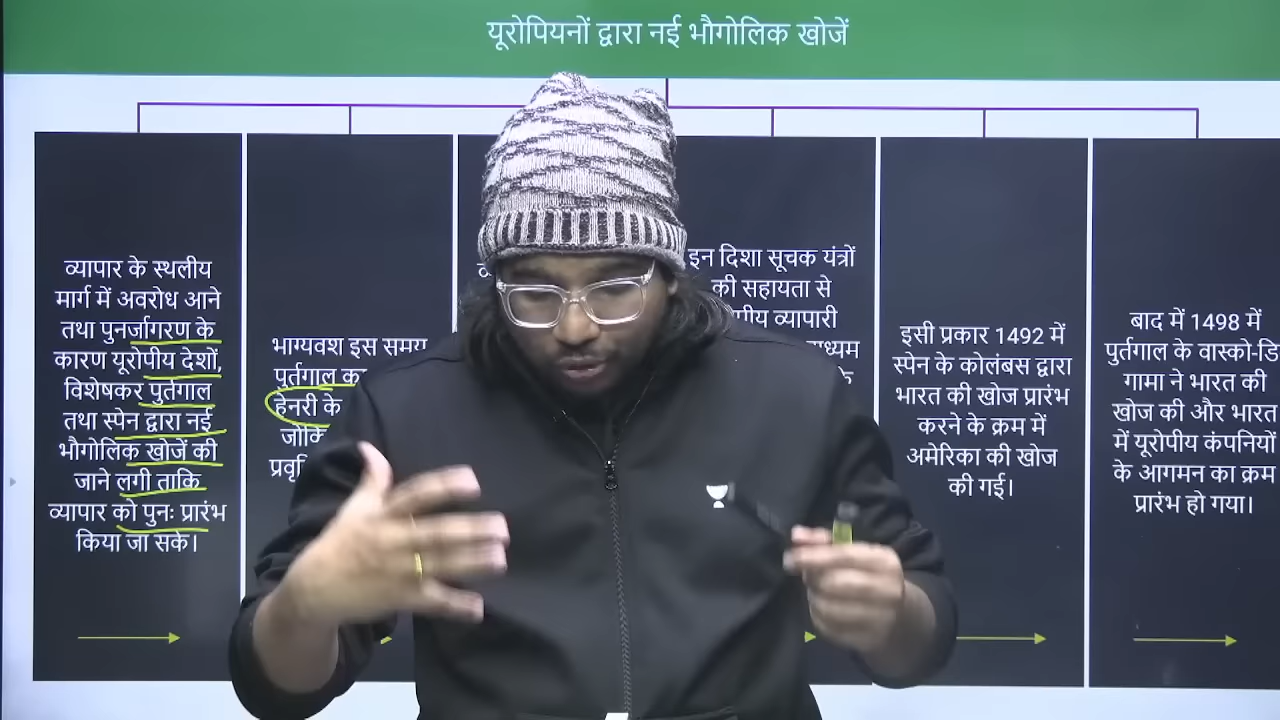 यूरोपियनों द्वारा नई भौगोलिक खोजें
व्यापार के स्थलीय
मार्ग में अवरोध आने
तथा पुनर्जागरण के
कारण यूरोपीय देशों,
विशेषकर पुर्तगाल
तथा स्पेन द्वारा नई
भौगोलिक खोजें की
जाने लगी ताकि
व्यापार को पुनः प्रारंभ
किया जा सके।
भाग्यवश इस समय
पुर्तगाल का
हेनरी के
इन दिशा सूचक यंत्रों
की सहायता से
व्यापारी
इसी प्रकार 1492 में
स्पेन के कोलंबस द्वारा
भारत की खोज प्रारंभ
करने के क्रम में
अमेरिका की खोज
की गई।
बाद में 1498 में
पुर्तगाल के वास्को-डि
गामा ने भारत की
खोज की और भारत
में यूरोपीय कंपनियों
के आगमन का क्रम
प्रारंभ हो गया।